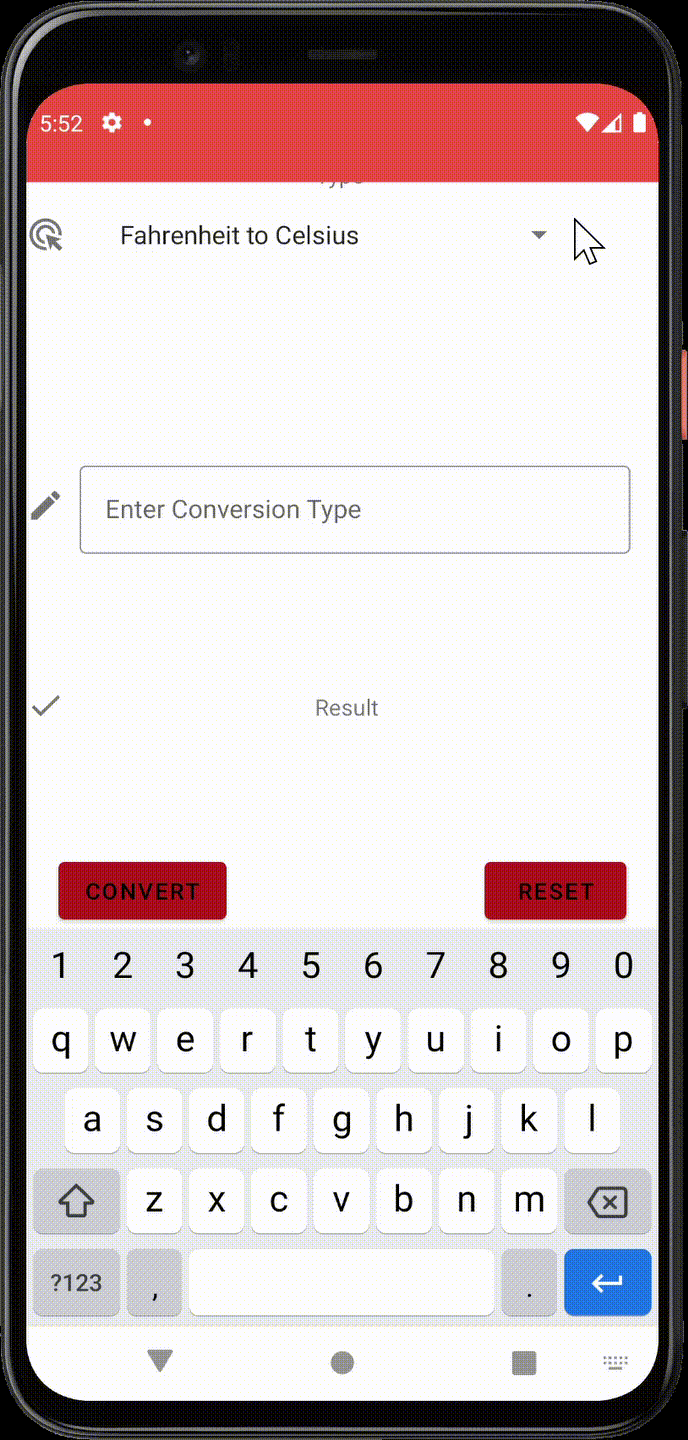 5:52
Type
Fahrenheit to Celsius
Enter Conversion Type
Result
CONVERT RESET
1 2 3 4 5 6 7 8 9 0
q w e r t y u i o p
a s d f g h j k l
z x c v b n m
?123 , .